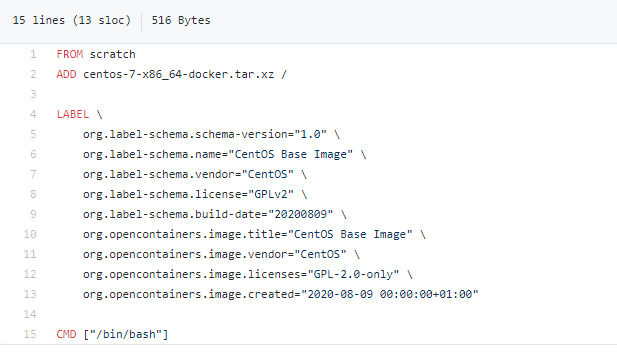 15 lines (13 sloc) 516 Bytes
1 FROM scratch
2 ADD centos-7-x86_64-docker.tar.xz /
3
4 LABEL \
5     org.label-schema.schema-version="1.0" \
6     org.label-schema.name="CentOS Base Image" \
7     org.label-schema.vendor="CentOS" \
8     org.label-schema.license="GPLv2" \
9     org.label-schema.build-date="20200809" \
10     org.opencontainers.image.title="CentOS Base Image" \
11     org.opencontainers.image.vendor="CentOS" \
12     org.opencontainers.image.licenses="GPL-2.0-only" \
13     org.opencontainers.image.created="2020-08-09 00:00:00+01:00"
14
15 CMD ["/bin/bash"]